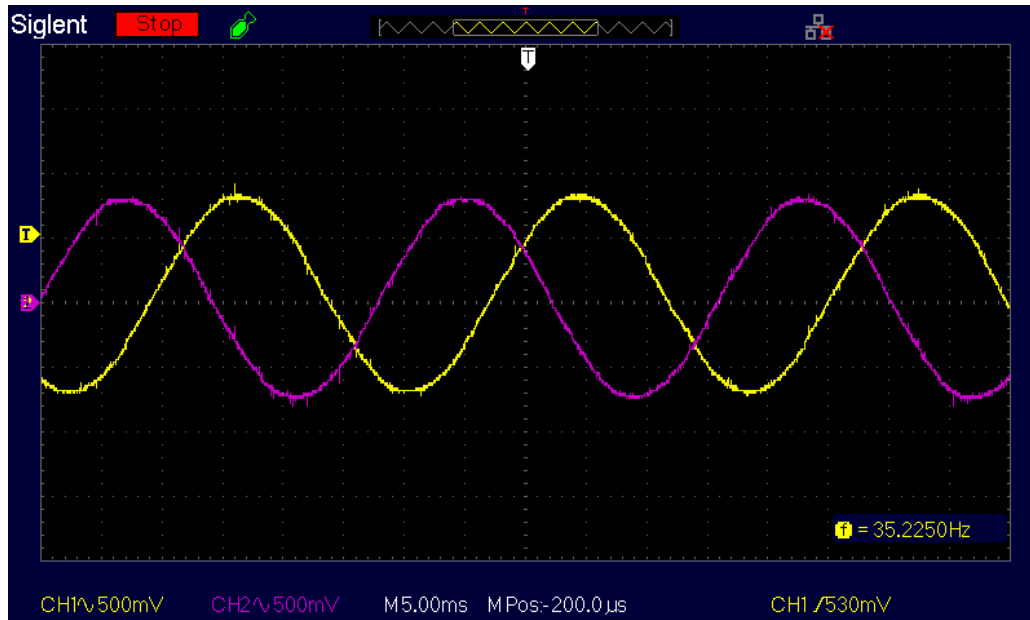 Siglent Stop
T
T
f = 35.2250Hz
CH1∿500mV CH2∿500mV M5.00ms MPos:-200.0µs CH1 /530mV